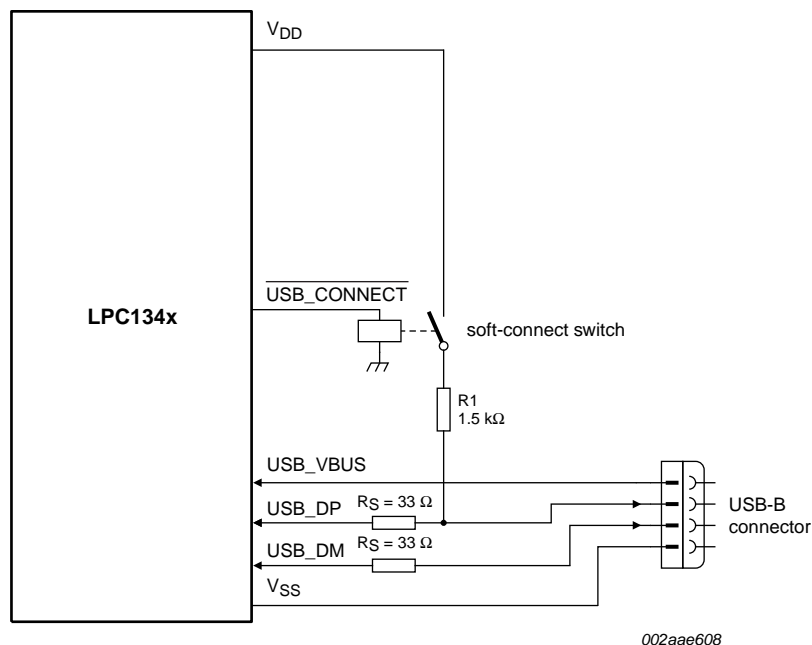 VDD
USB_CONNECT
LPC134x
soft-connect switch
R1
1.5 kΩ
USB_VBUS
USB_DP
RS = 33 Ω
USB-B
connector
USB_DM
RS = 33 Ω
VSS
002aae608